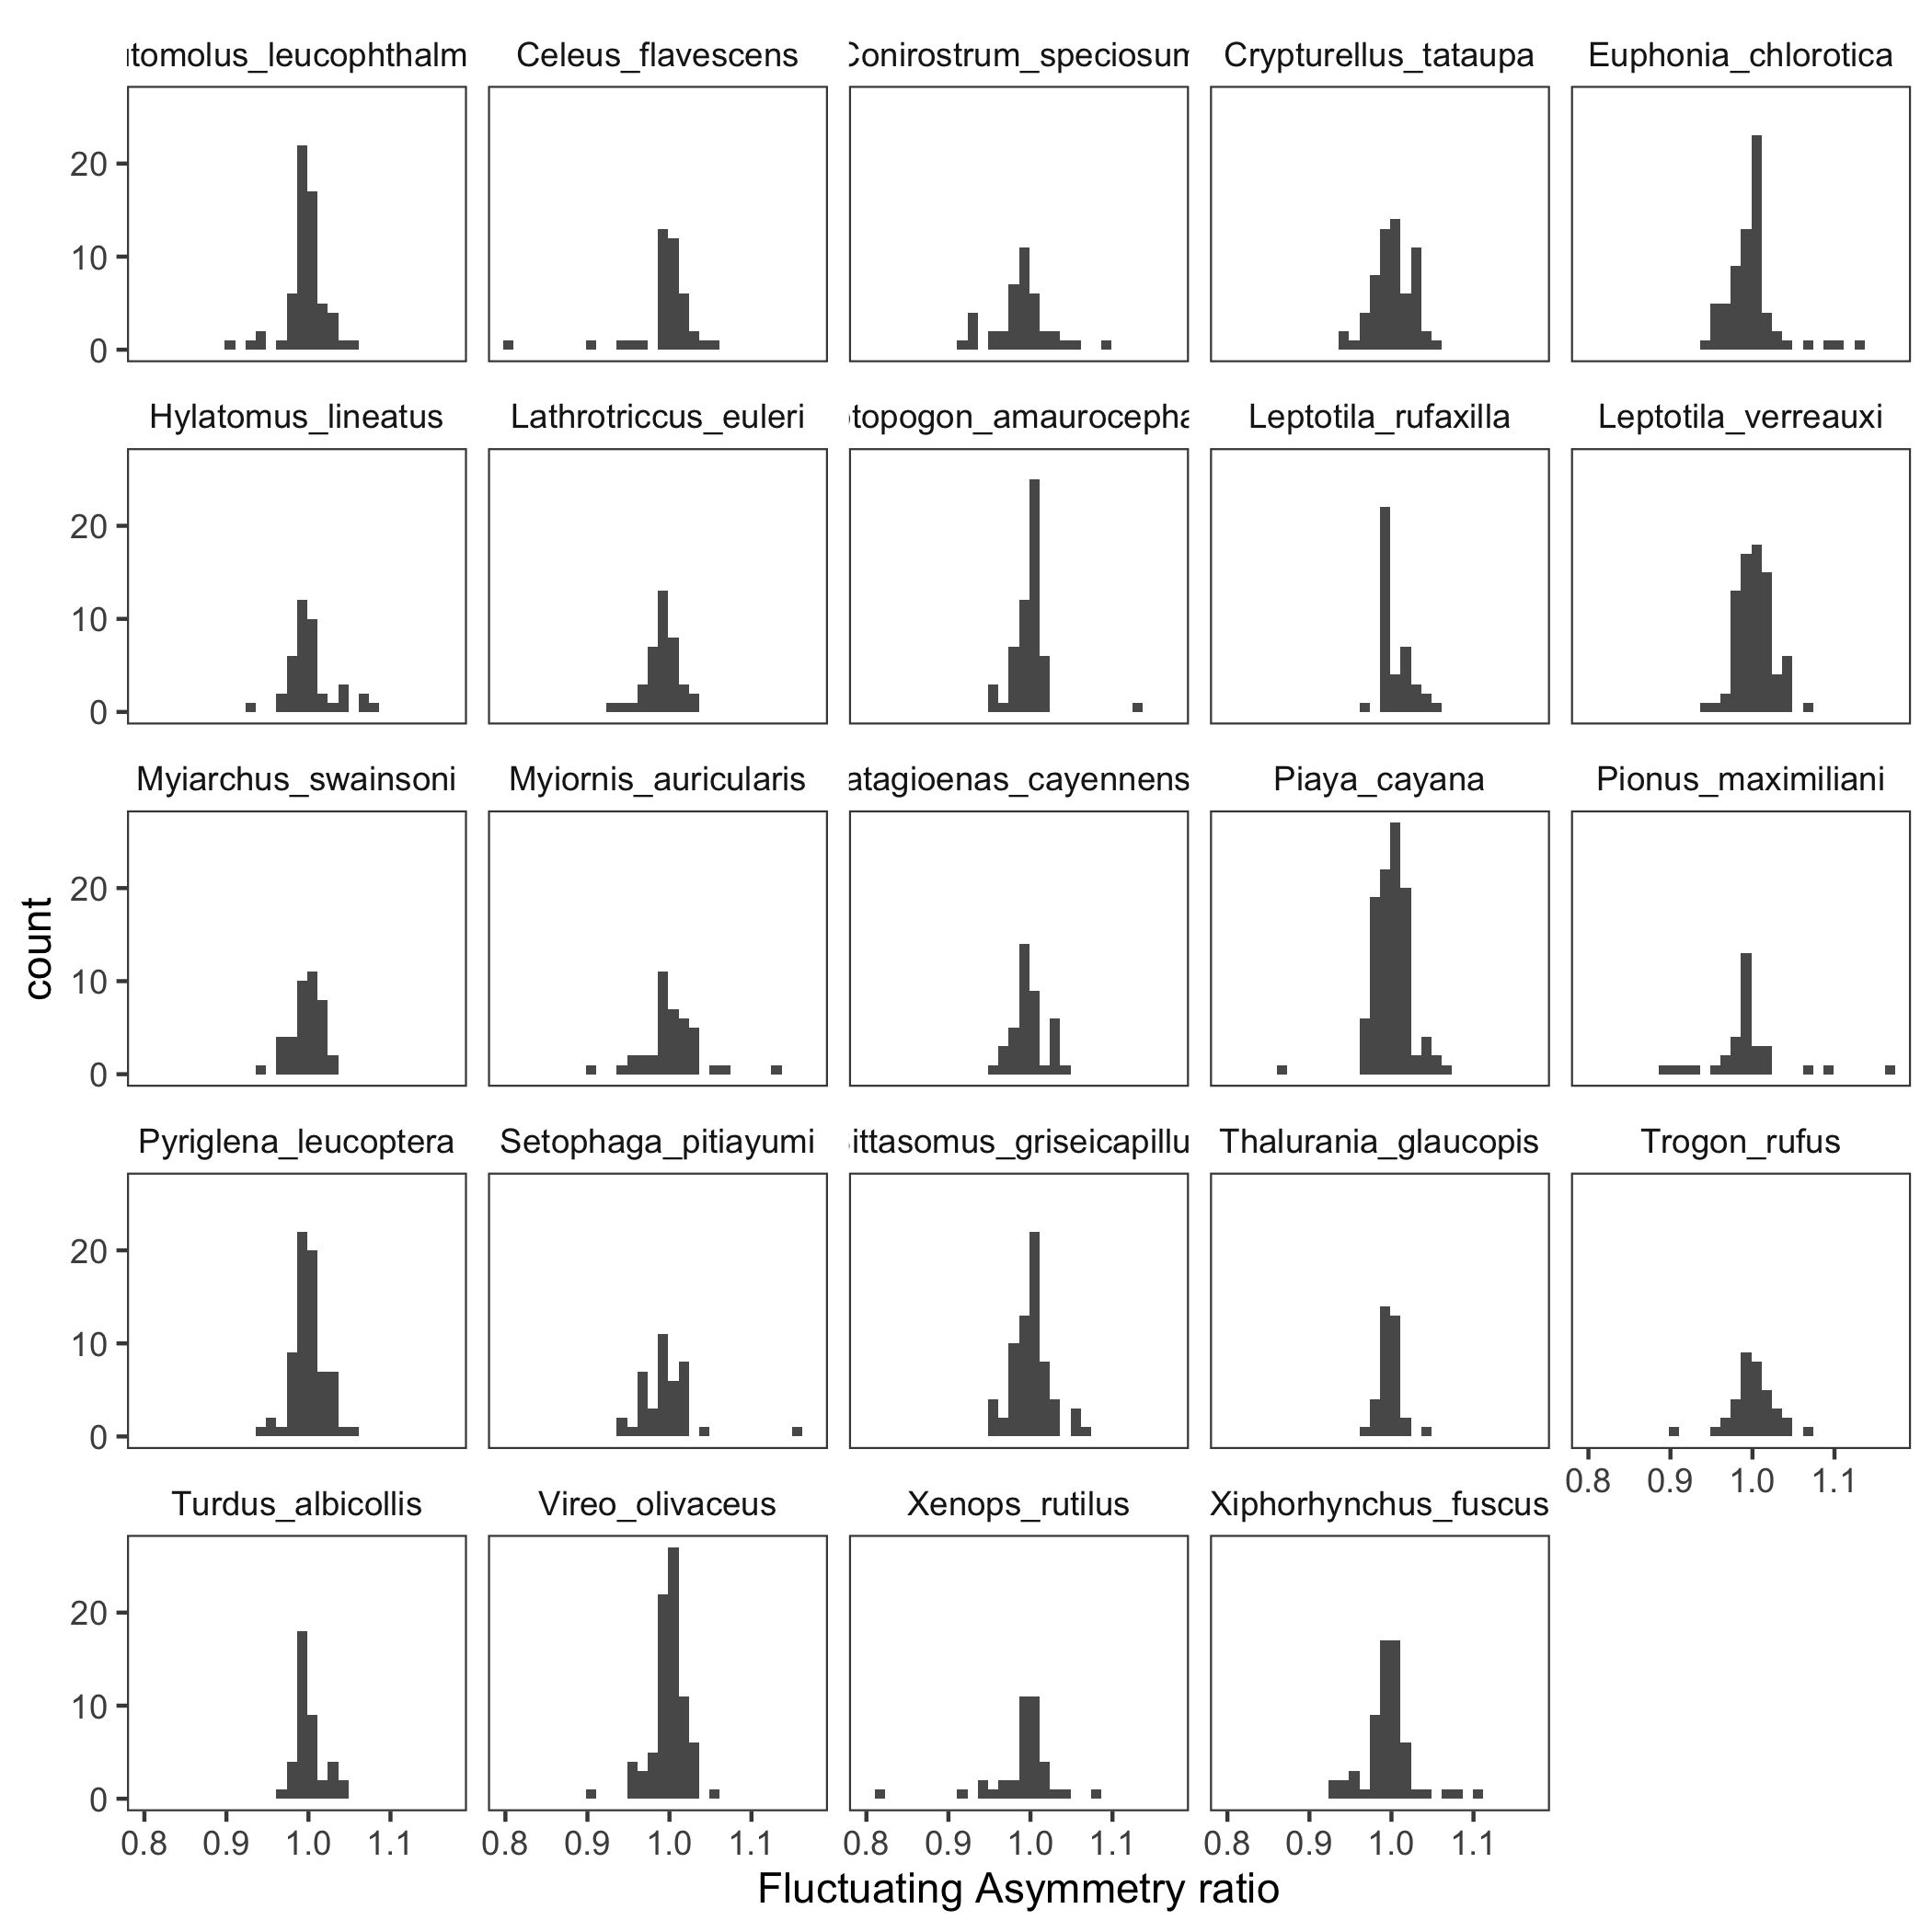 tomolus_leucophthalm
Celeus_flavescens
Conirostrum_speciosum
Crypturellus_tataupa
Euphonia_chlorotica
20
10
0
Hylatomus_lineatus
Lathrotriccus_euleri
topogon_amaurocepha
Leptotila_rufaxilla
Leptotila_verreauxi
20
10
0
Myiarchus_swainsoni
Myiornis_auricularis
atagioenas_cayennens
Piaya_cayana
Pionus_maximiliani
20
10
0
count
Pyriglena_leucoptera
Setophaga_pitiayumi
ittasomus_griseicapillu
Thalurania_glaucopis
Trogon_rufus
20
10
0
0.8 0.9 1.0 1.1
Turdus_albicollis
Vireo_olivaceus
Xenops_rutilus
Xiphorhynchus_fuscus
20
10
0
0.8 0.9 1.0 1.1
0.8 0.9 1.0 1.1
0.8 0.9 1.0 1.1
0.8 0.9 1.0 1.1
Fluctuating Asymmetry ratio